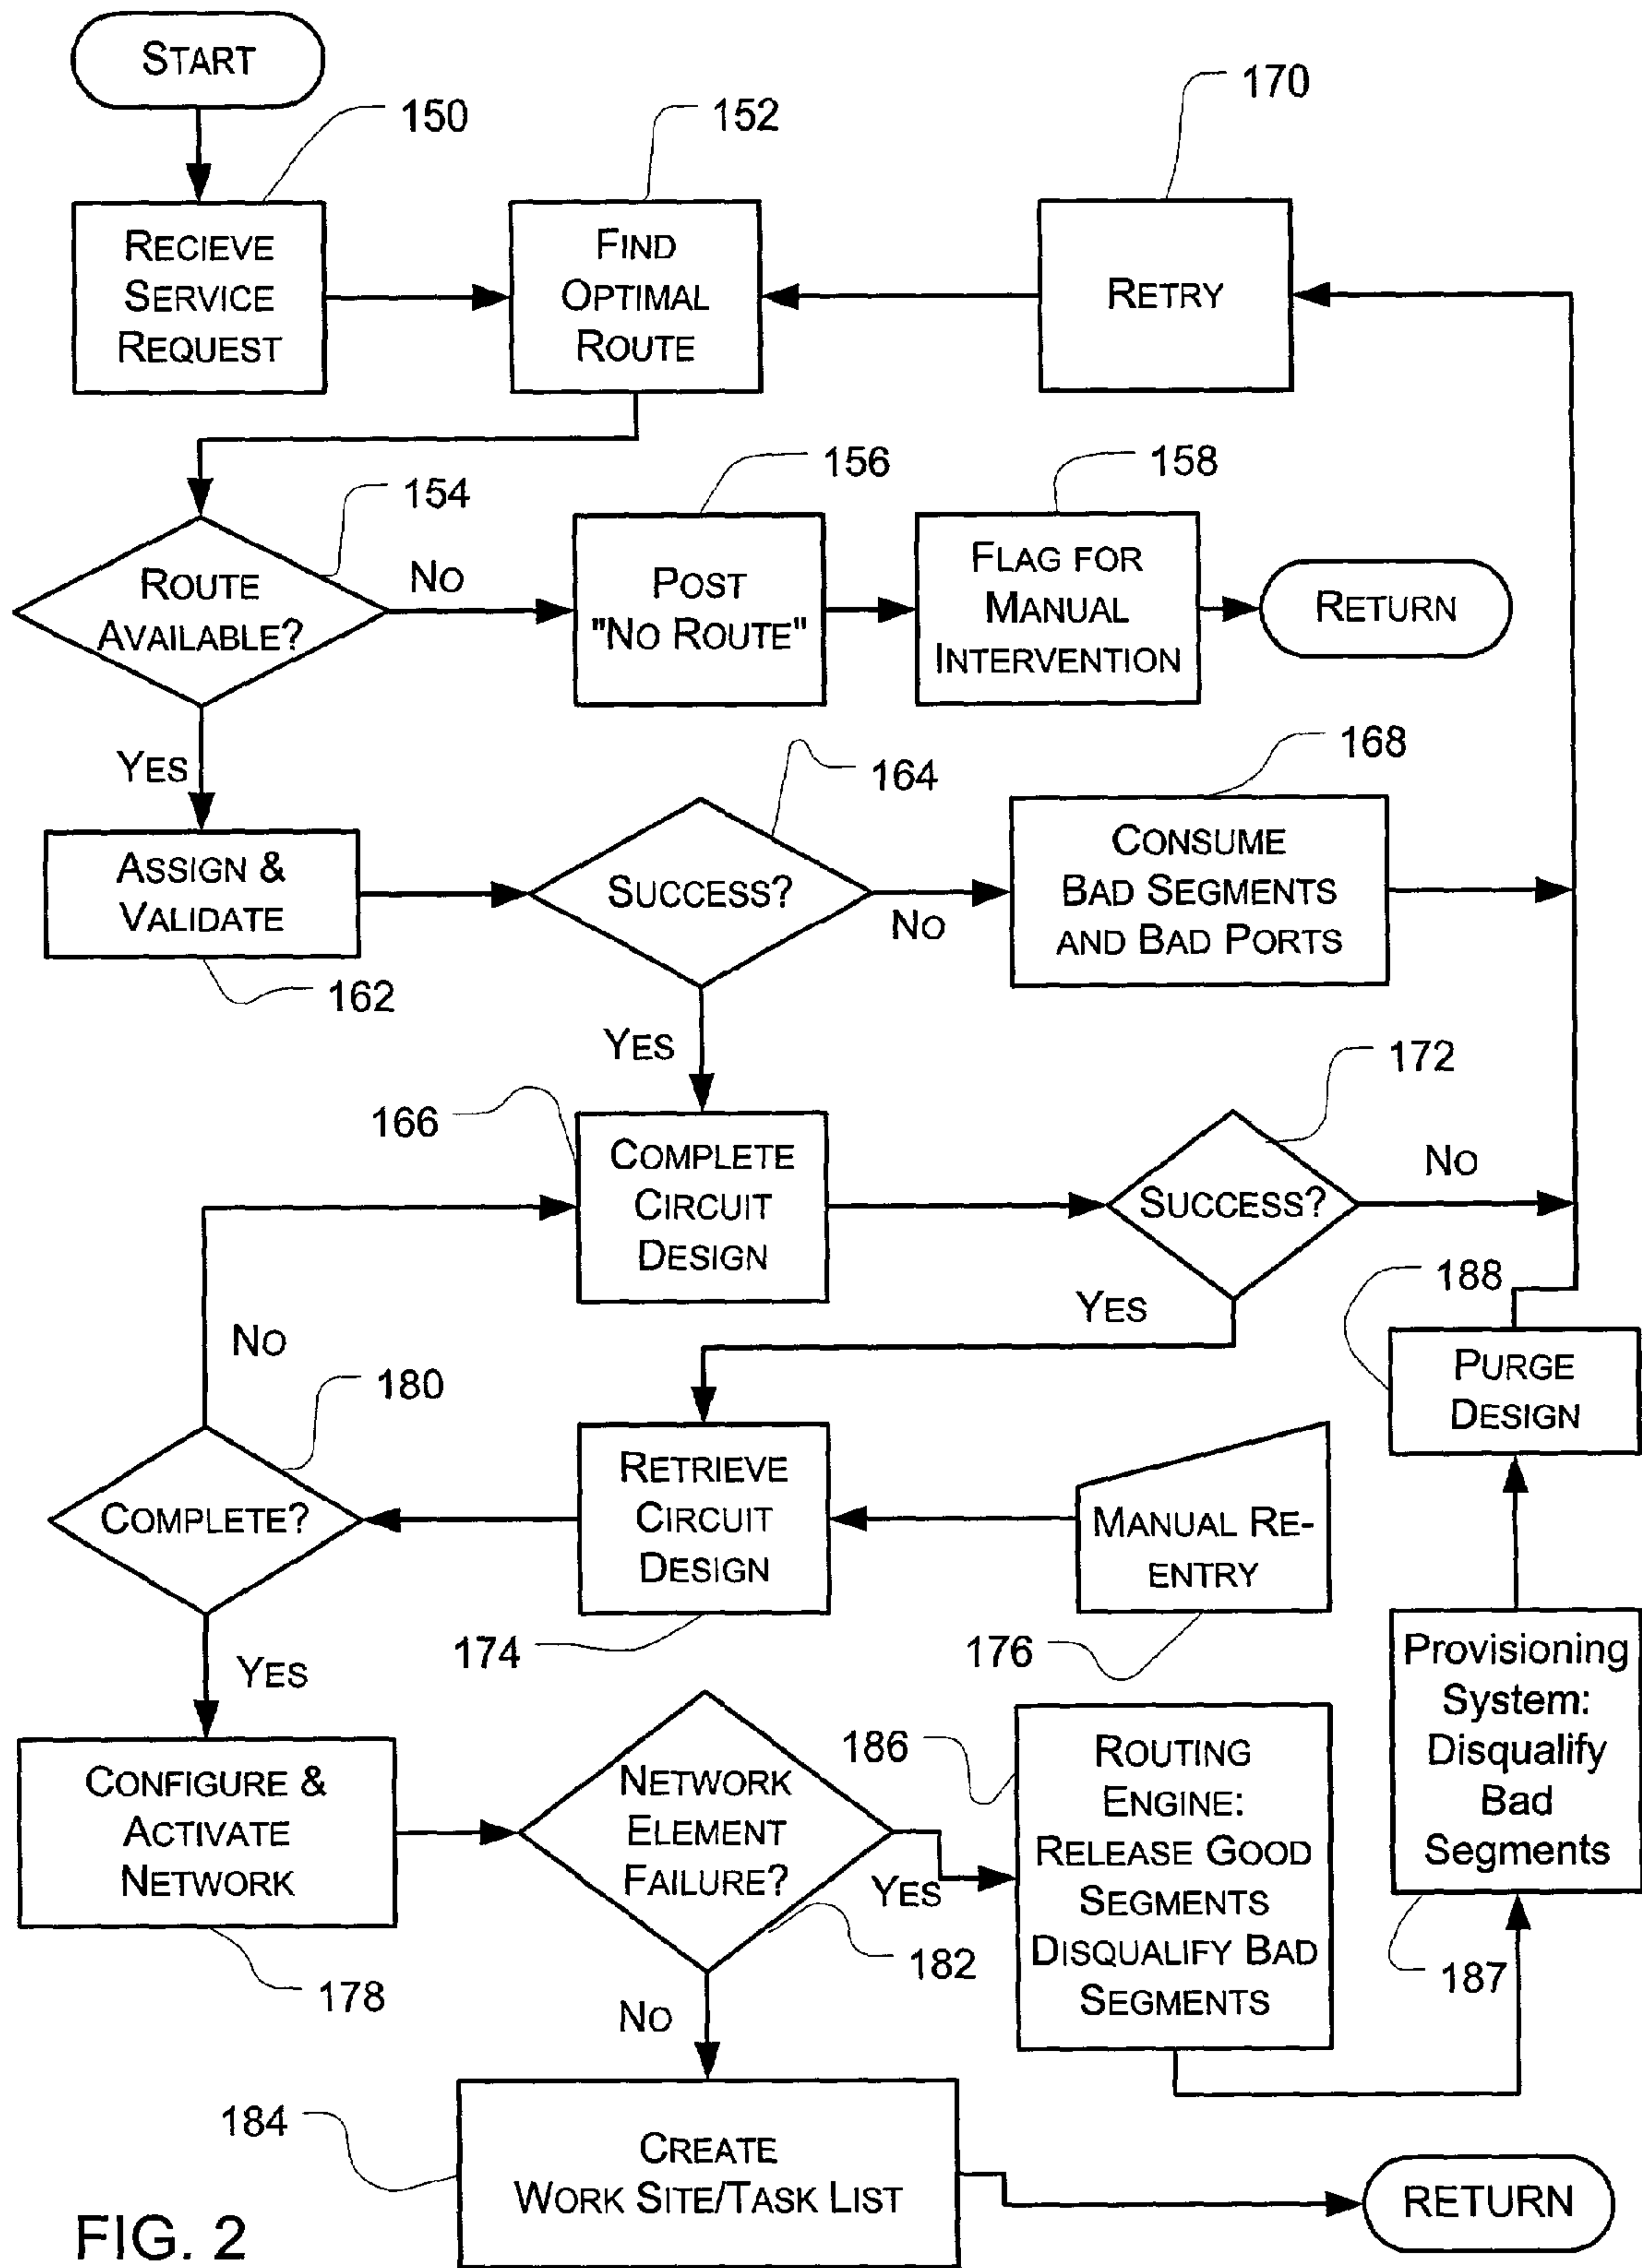 START
150
152
170
RECIEVE
SERVICE
REQUEST
FIND
OPTIMAL
ROUTE
RETRY
154
156
158
ROUTE
AVAILABLE?
NO
POST
"NO ROUTE"
FLAG FOR
MANUAL
INTERVENTION
RETURN
YES
164
168
ASSIGN &
VALIDATE
162
SUCCESS?
NO
CONSUME
BAD SEGMENTS
AND BAD PORTS
YES
172
166
COMPLETE
CIRCUIT
DESIGN
SUCCESS?
NO
YES
188
PURGE
DESIGN
NO
180
COMPLETE?
RETRIEVE
CIRCUIT
DESIGN
174
MANUAL RE-
ENTRY
176
Provisioning
System:
Disqualify
Bad
Segments
187
YES
CONFIGURE &
ACTIVATE
NETWORK
178
NETWORK
ELEMENT
FAILURE?
182
YES
186
ROUTING
ENGINE:
RELEASE GOOD
SEGMENTS
DISQUALIFY BAD
SEGMENTS
NO
184
CREATE
WORK SITE/TASK LIST
RETURN
FIG. 2